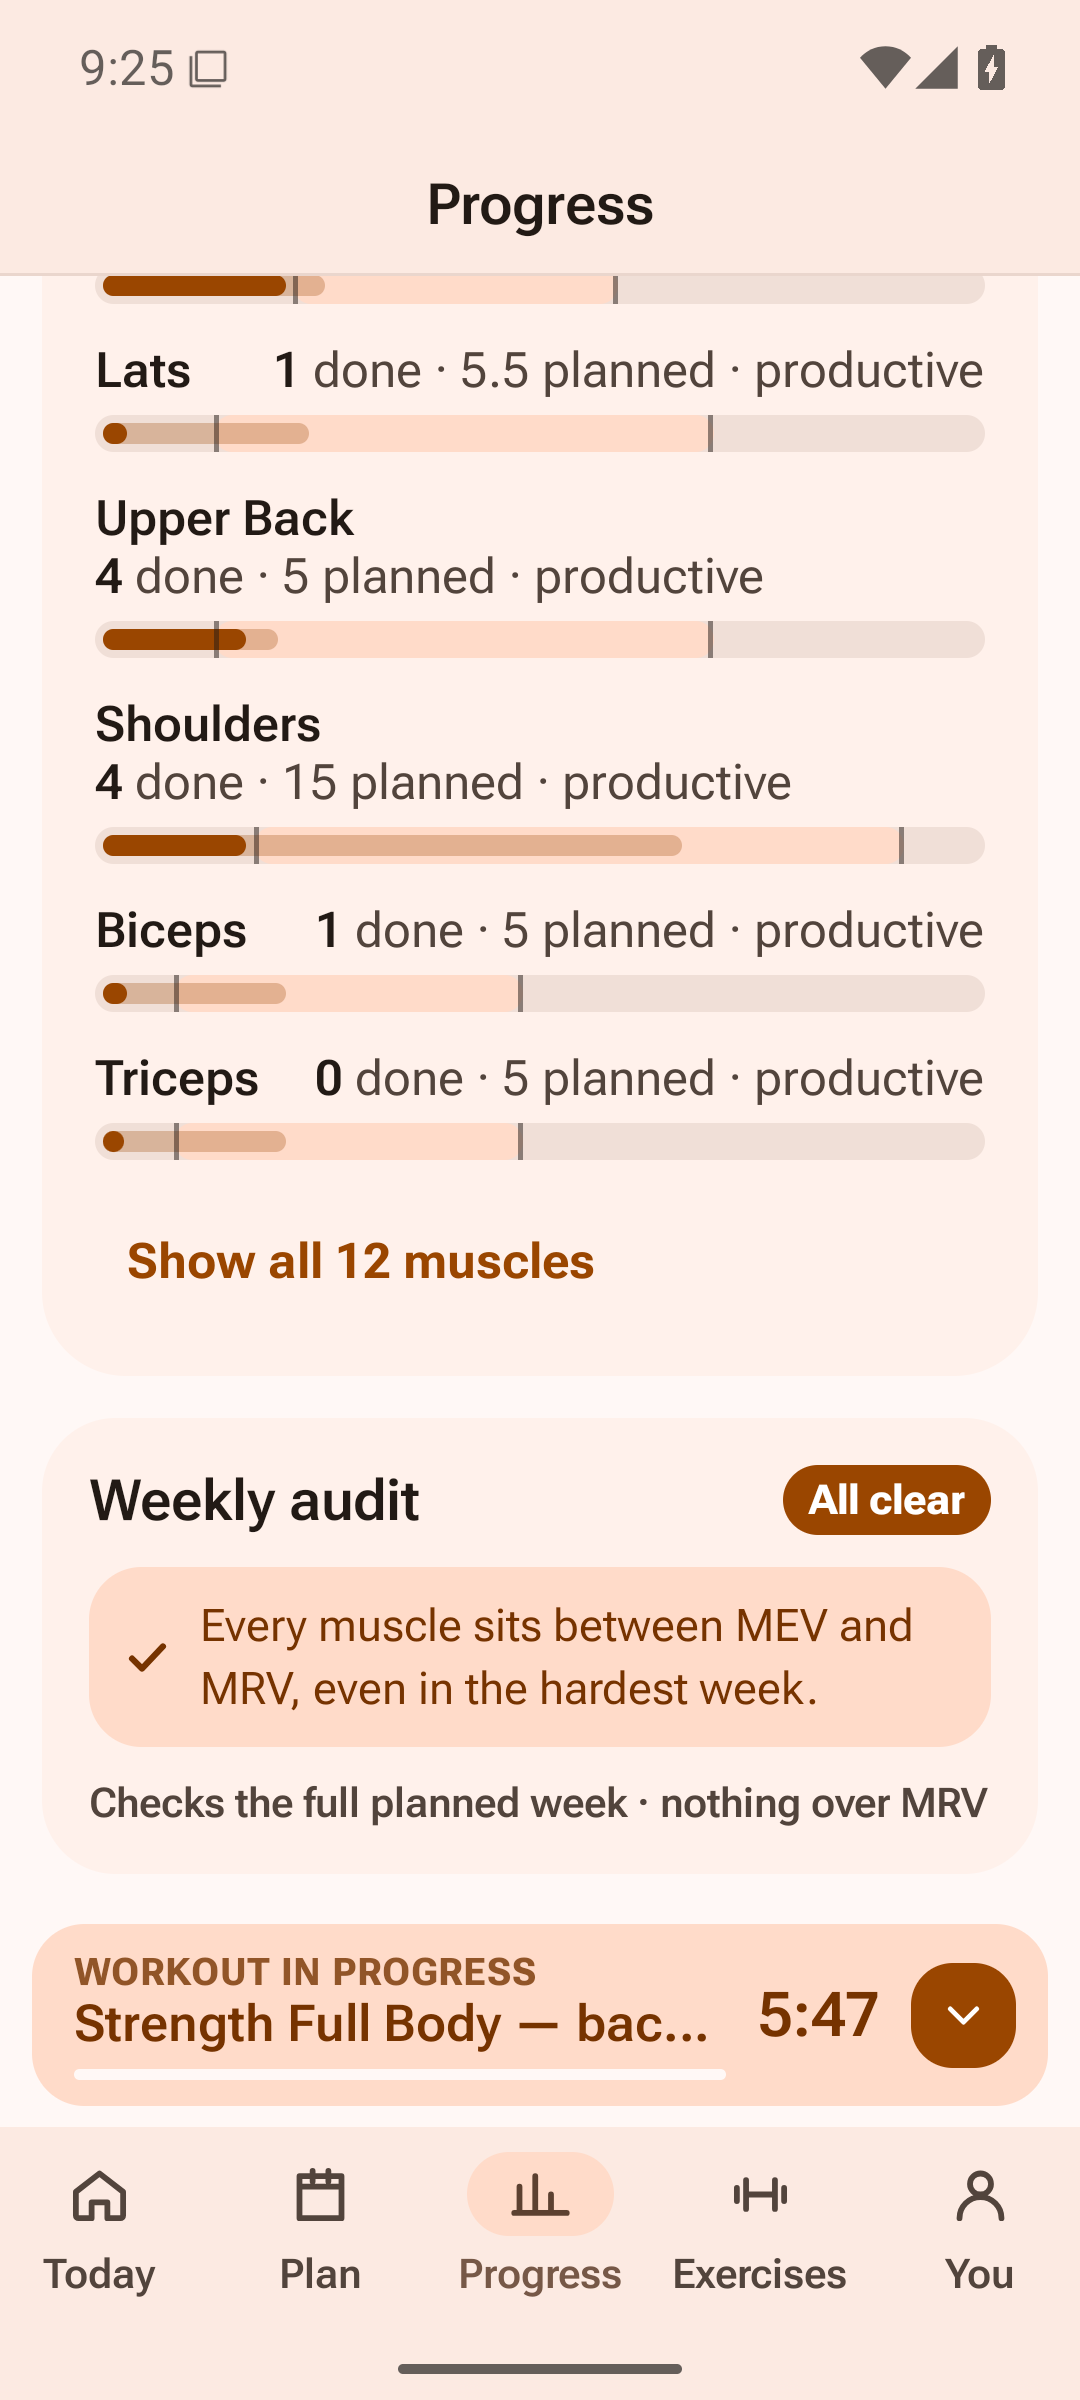 9:25
Progress
Lats 1 done · 5.5 planned · productive
Upper Back
4 done · 5 planned · productive
Shoulders
4 done · 15 planned · productive
Biceps 1 done · 5 planned · productive
Triceps 0 done · 5 planned · productive
Show all 12 muscles
Weekly audit All clear
Every muscle sits between MEV and
MRV, even in the hardest week.
Checks the full planned week · nothing over MRV
WORKOUT IN PROGRESS
Strength Full Body — bac... 5:47
Today Plan Progress Exercises You